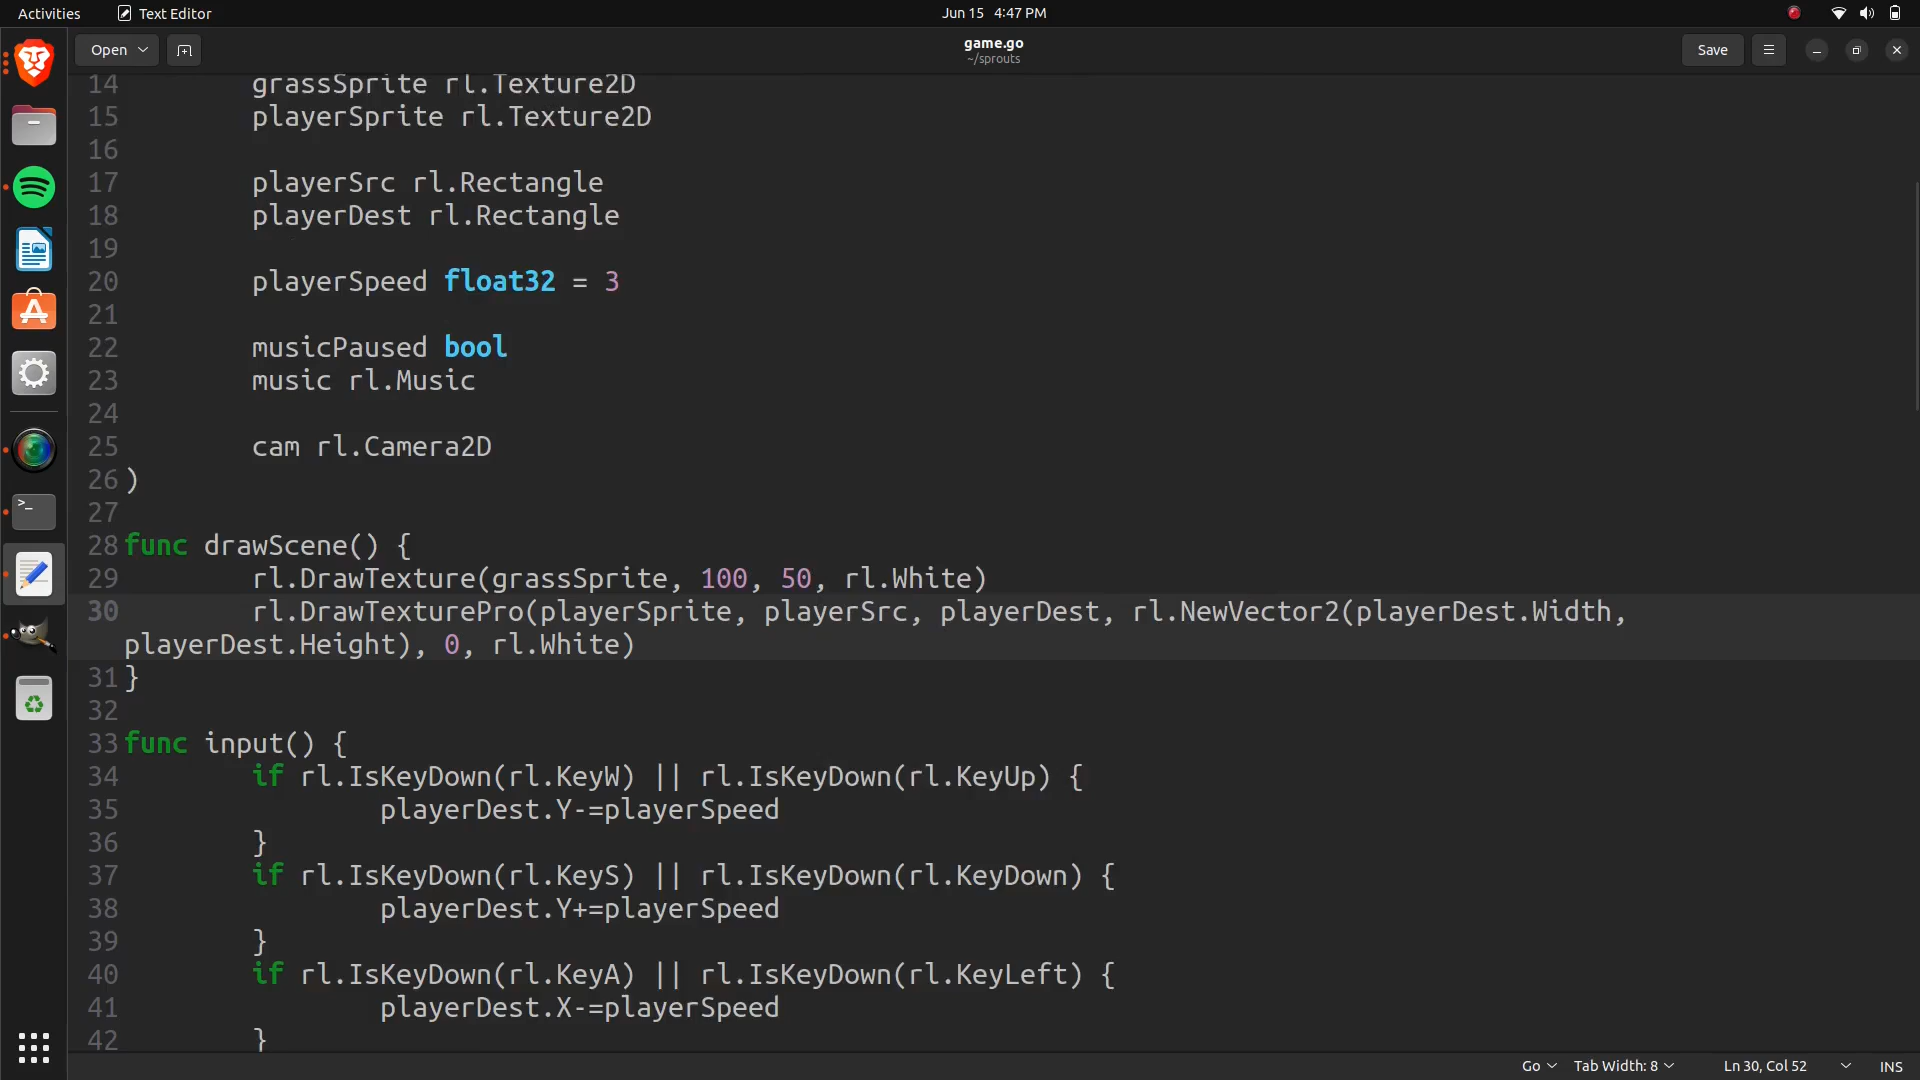 Activities Text Editor Jun 15 4:47 PM
Open game.go Save
~/sprouts
14 grassSprite rl.Texture2D
15 playerSprite rl.Texture2D
16
17 playerSrc rl.Rectangle
18 playerDest rl.Rectangle
19
20 playerSpeed float32 = 3
21
22 musicPaused bool
23 music rl.Music
24
25 cam rl.Camera2D
26 )
27
28 func drawScene() {
29 rl.DrawTexture(grassSprite, 100, 50, rl.White)
30 rl.DrawTexturePro(playerSprite, playerSrc, playerDest, rl.NewVector2(playerDest.Width,
playerDest.Height), 0, rl.White)
31 }
32
33 func input() {
34 if rl.IsKeyDown(rl.KeyW) || rl.IsKeyDown(rl.KeyUp) {
35 playerDest.Y-=playerSpeed
36 }
37 if rl.IsKeyDown(rl.KeyS) || rl.IsKeyDown(rl.KeyDown) {
38 playerDest.Y+=playerSpeed
39 }
40 if rl.IsKeyDown(rl.KeyA) || rl.IsKeyDown(rl.KeyLeft) {
41 playerDest.X-=playerSpeed
42 }
Go Tab Width: 8 Ln 30, Col 52 INS